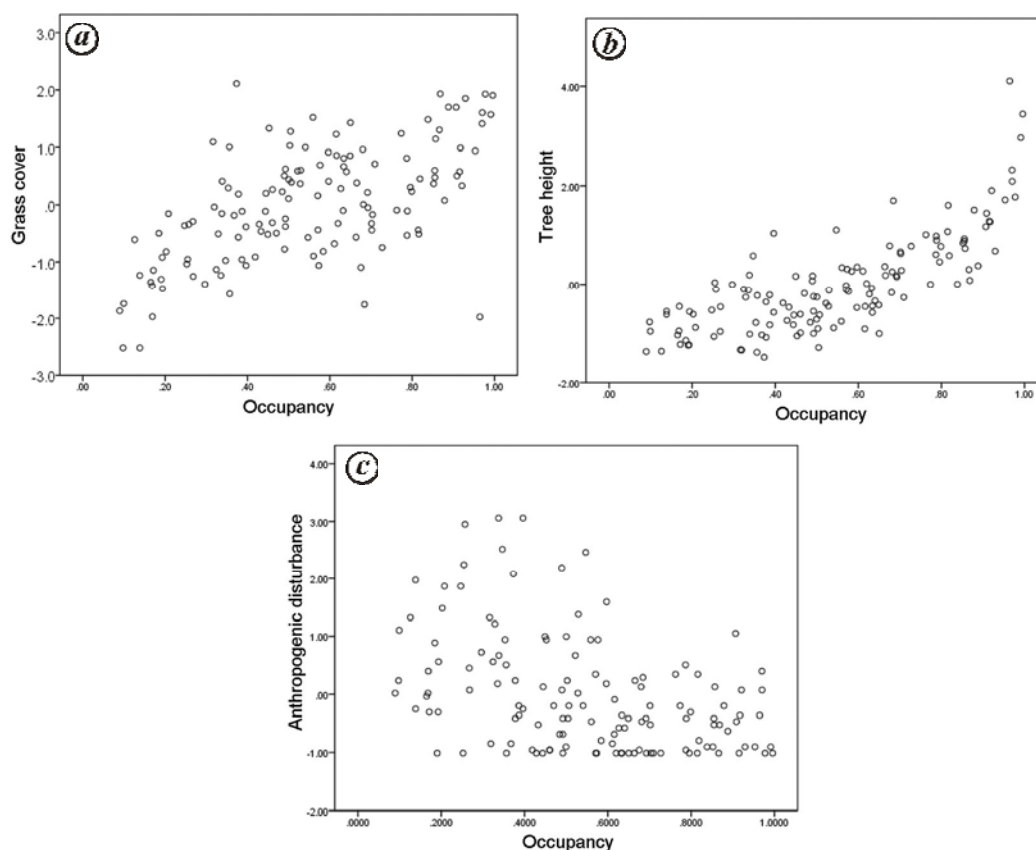 a
3.0
2.0
1.0
.0
-1.0
-2.0
-3.0
Grass cover
.00 .20 .40 .60 .80 1.00
Occupancy
b
4.00
2.00
.00
-2.00
Tree height
.00 .20 .40 .60 .80 1.00
Occupancy
c
4.00
3.00
2.00
1.00
.00
-1.00
-2.00
Anthropogenic disturbance
.0000 .2000 .4000 .6000 .8000 1.0000
Occupancy